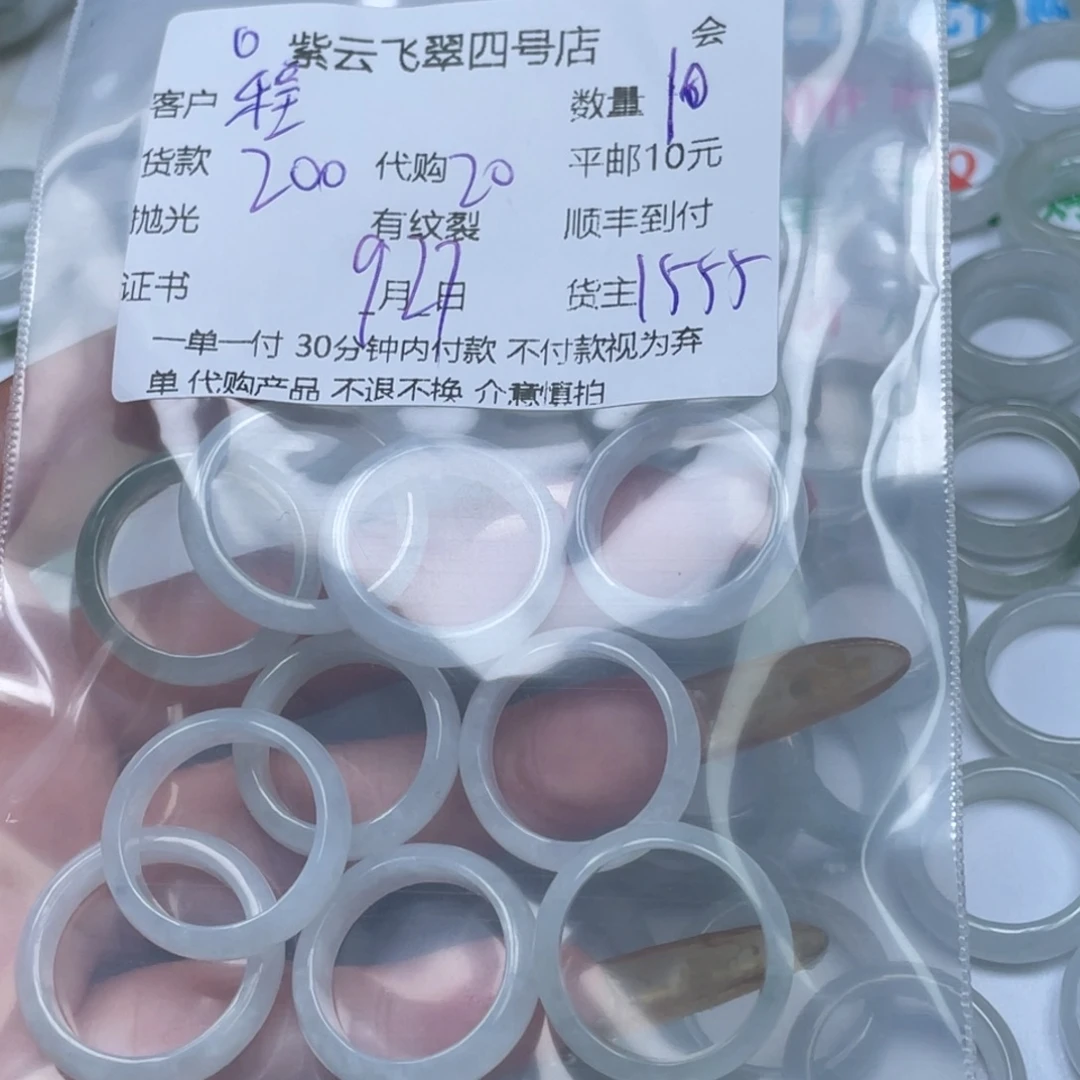 0 紫云飞翠四号店 会
客户 程 数量 10
货款 200 代购 20 平邮10元
抛光 有纹裂 顺丰到付
证书 9月27日 货主 1555
一单一付 30分钟内付款 不付款视为弃
单 代购产品 不退不换 介意慎拍